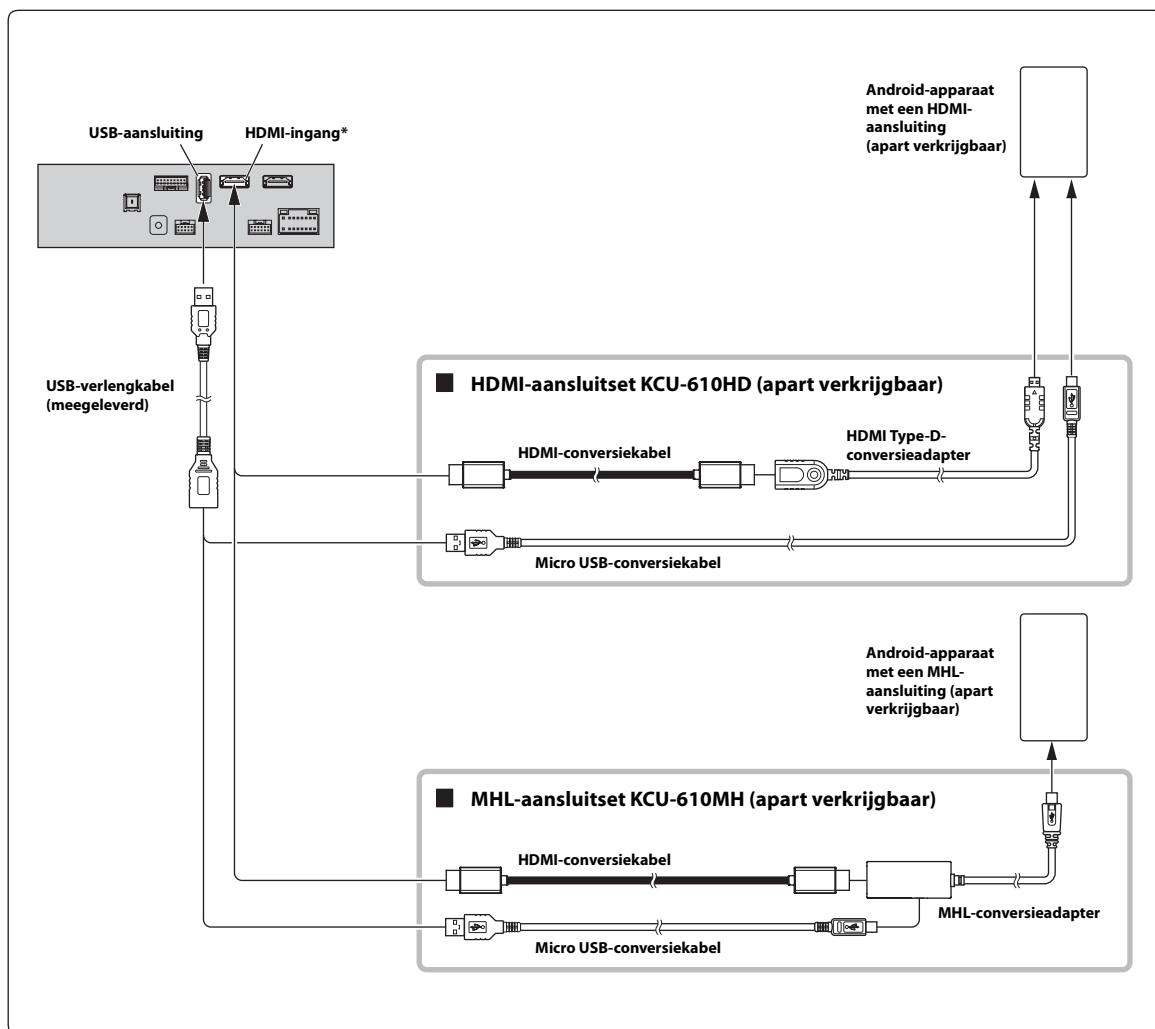 Android-apparaat
met een HDMI-
aansluiting
(apart verkrijgbaar)
USB-aansluiting
HDMI-ingang*
USB-verlengkabel
(meegeleverd)
■ HDMI-aansluitset KCU-610HD (apart verkrijgbaar)
HDMI-conversiekabel
HDMI Type-D-
conversieadapter
Micro USB-conversiekabel
Android-apparaat
met een MHL-
aansluiting (apart
verkrijgbaar)
■ MHL-aansluitset KCU-610MH (apart verkrijgbaar)
HDMI-conversiekabel
MHL-conversieadapter
Micro USB-conversiekabel